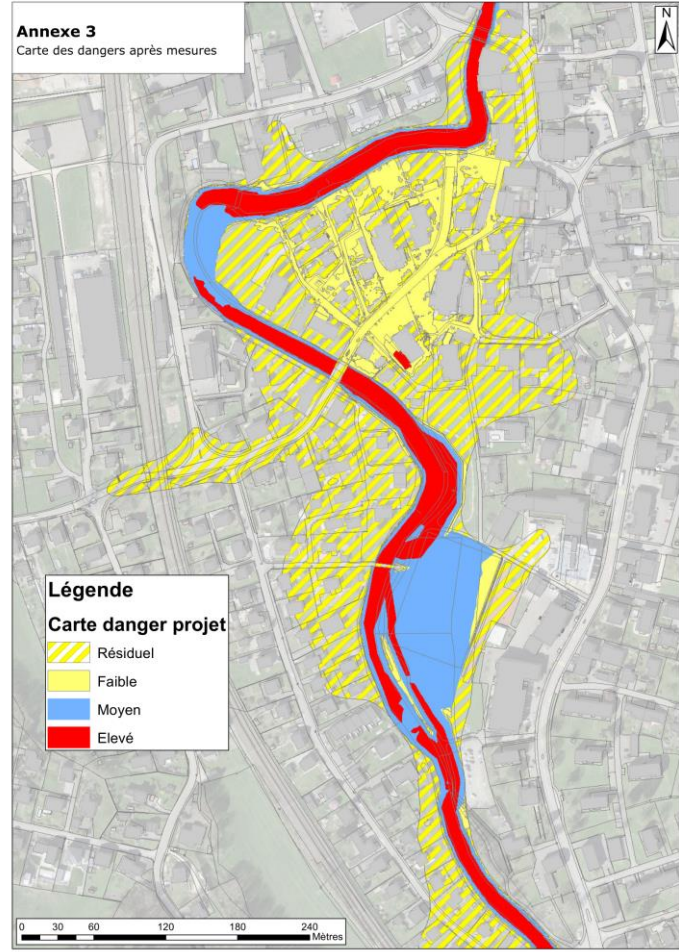 Annexe 3
Carte des dangers après mesures
N
Légende
Carte danger projet
Résiduel
Faible
Moyen
Elevé
0 30 60 120 180 240
Mètres